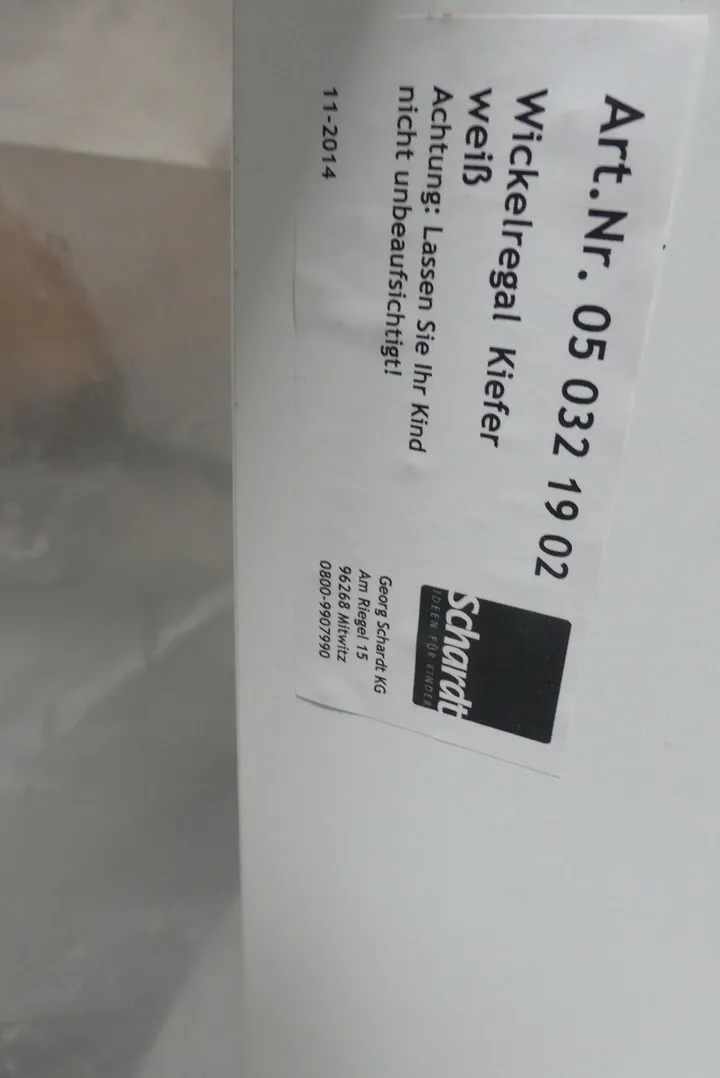 Art.Nr. 05 032 19 02
Wickelregal Kiefer
weiß
Achtung: Lassen Sie Ihr Kind
nicht unbeaufsichtigt!
11-2014
Schardt
IDEEN FÜR KINDER
Georg Schardt KG
Am Riegel 15
96268 Mitwitz
0800-9907990